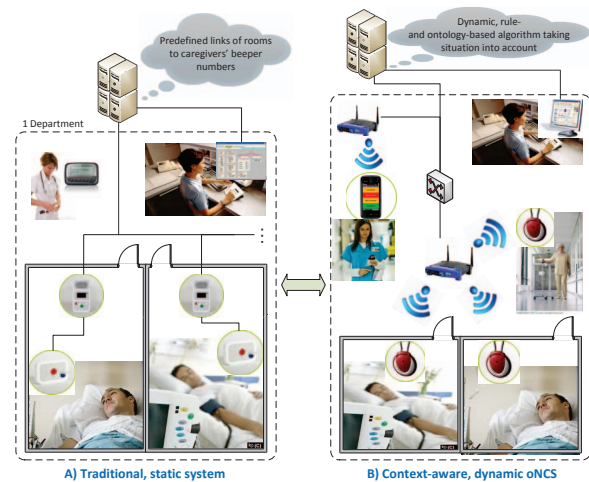 Predefined links of rooms
to caregivers' beeper
numbers
Dynamic, rule-
and ontology-based algorithm taking
situation into account
1 Department
A) Traditional, static system
B) Context-aware, dynamic oNCS